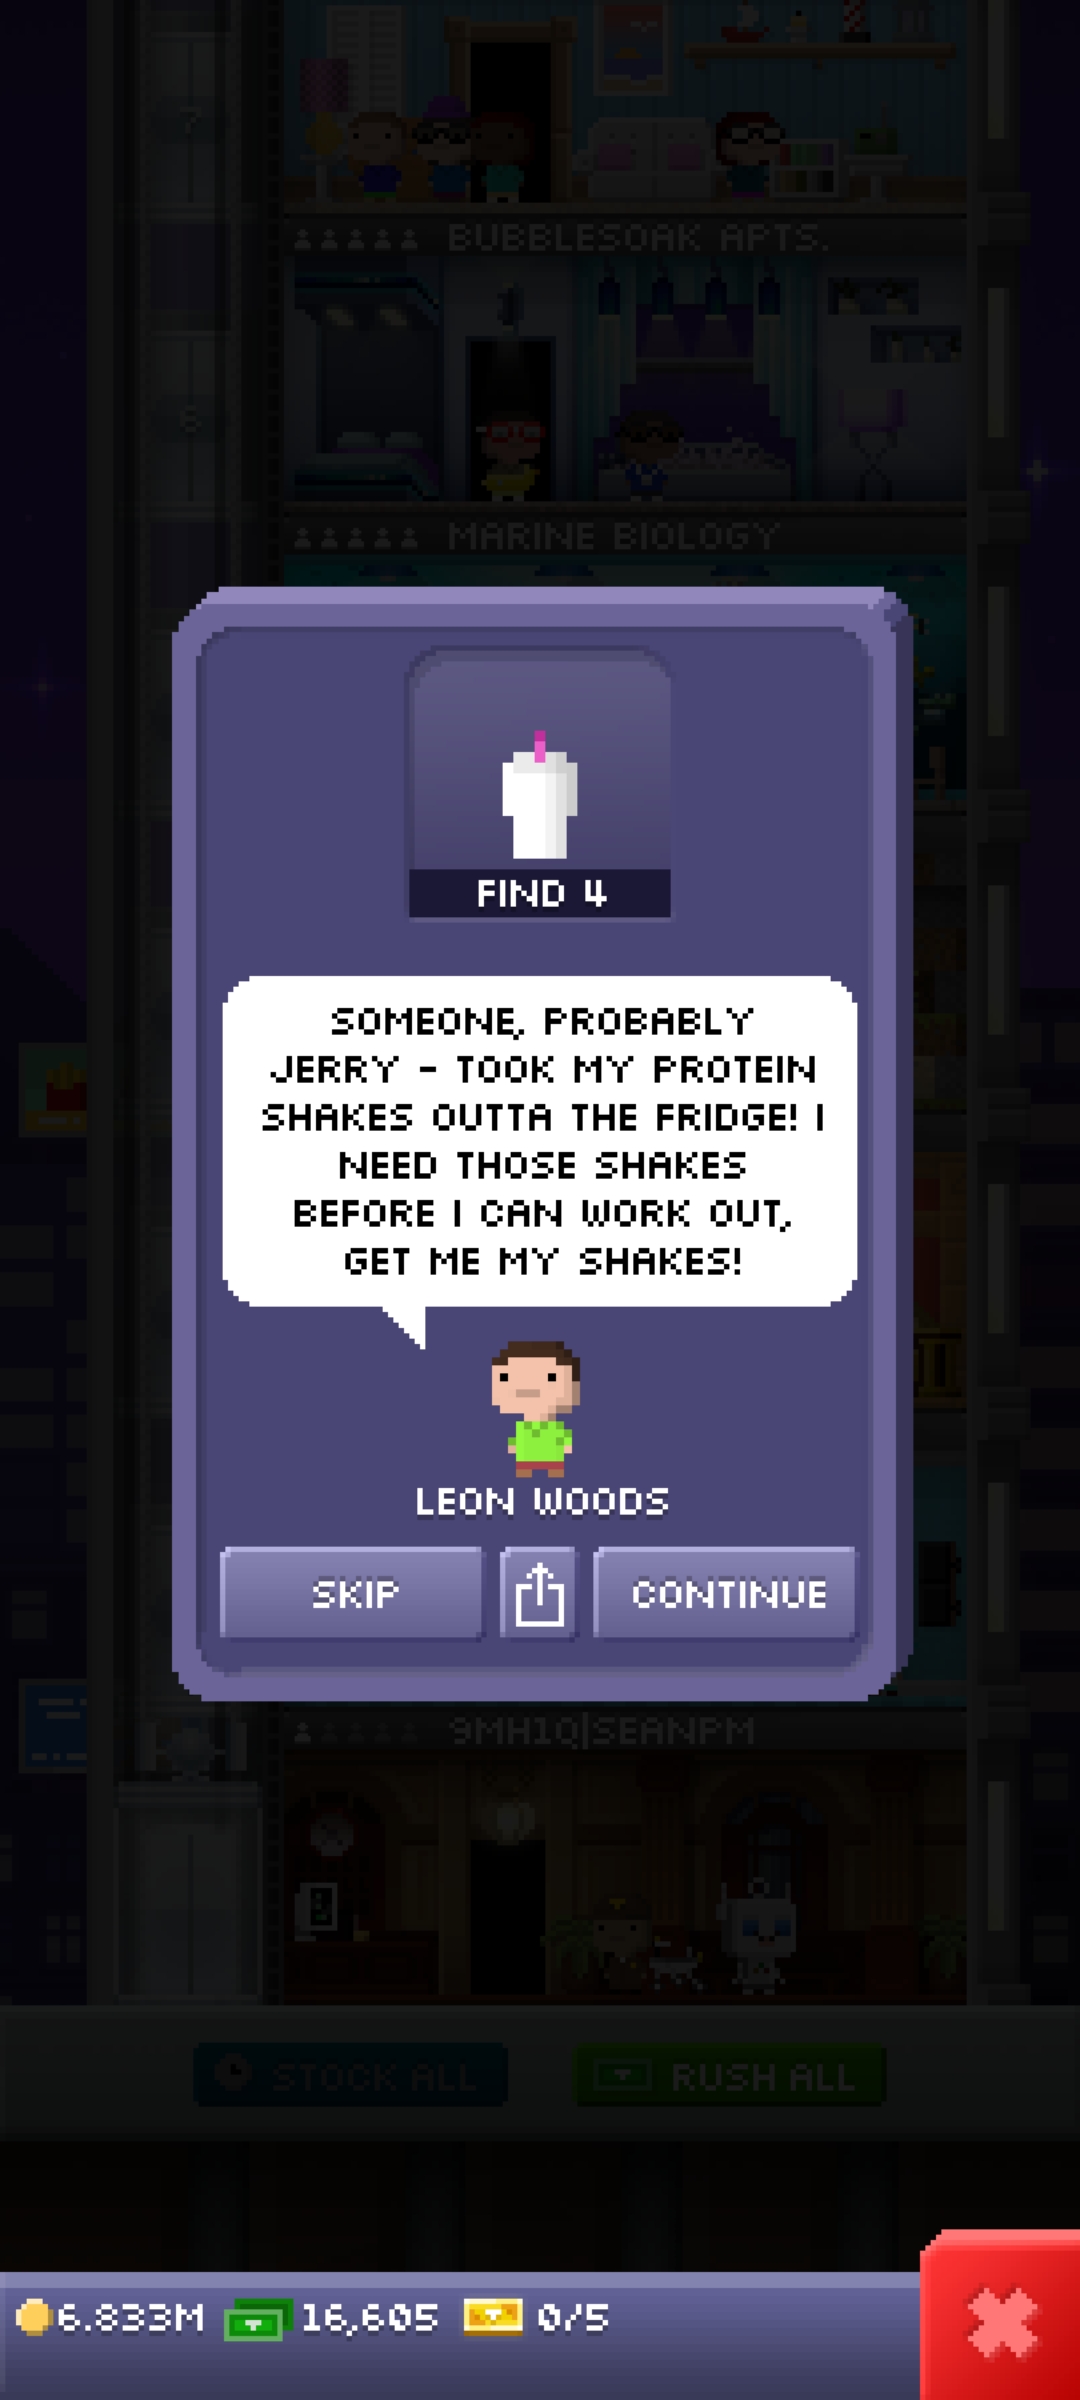 7
BUBBLESOAK APTS.
6
MARINE BIOLOGY
FIND 4
SOMEONE, PROBABLY
JERRY - TOOK MY PROTEIN
SHAKES OUTTA THE FRIDGE! I
NEED THOSE SHAKES
BEFORE I CAN WORK OUT,
GET ME MY SHAKES!
LEON WOODS
SKIP
CONTINUE
9MH1Q|SEANPM
STOCK ALL
RUSH ALL
6.833M 16,605 0/5